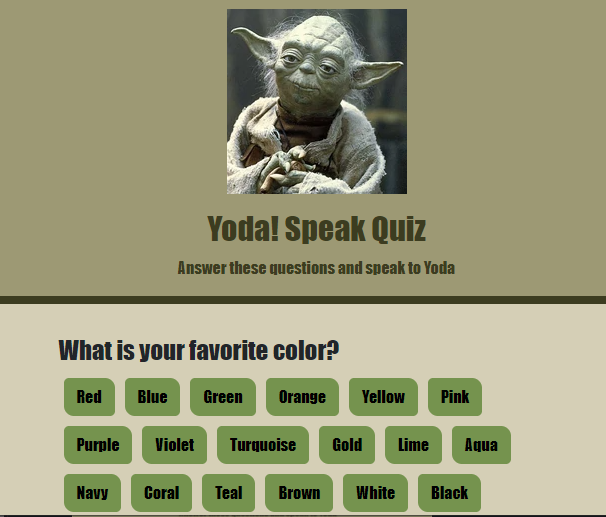 Yoda! Speak Quiz
Answer these questions and speak to Yoda
What is your favorite color?
Red Blue Green Orange Yellow Pink
Purple Violet Turquoise Gold Lime Aqua
Navy Coral Teal Brown White Black